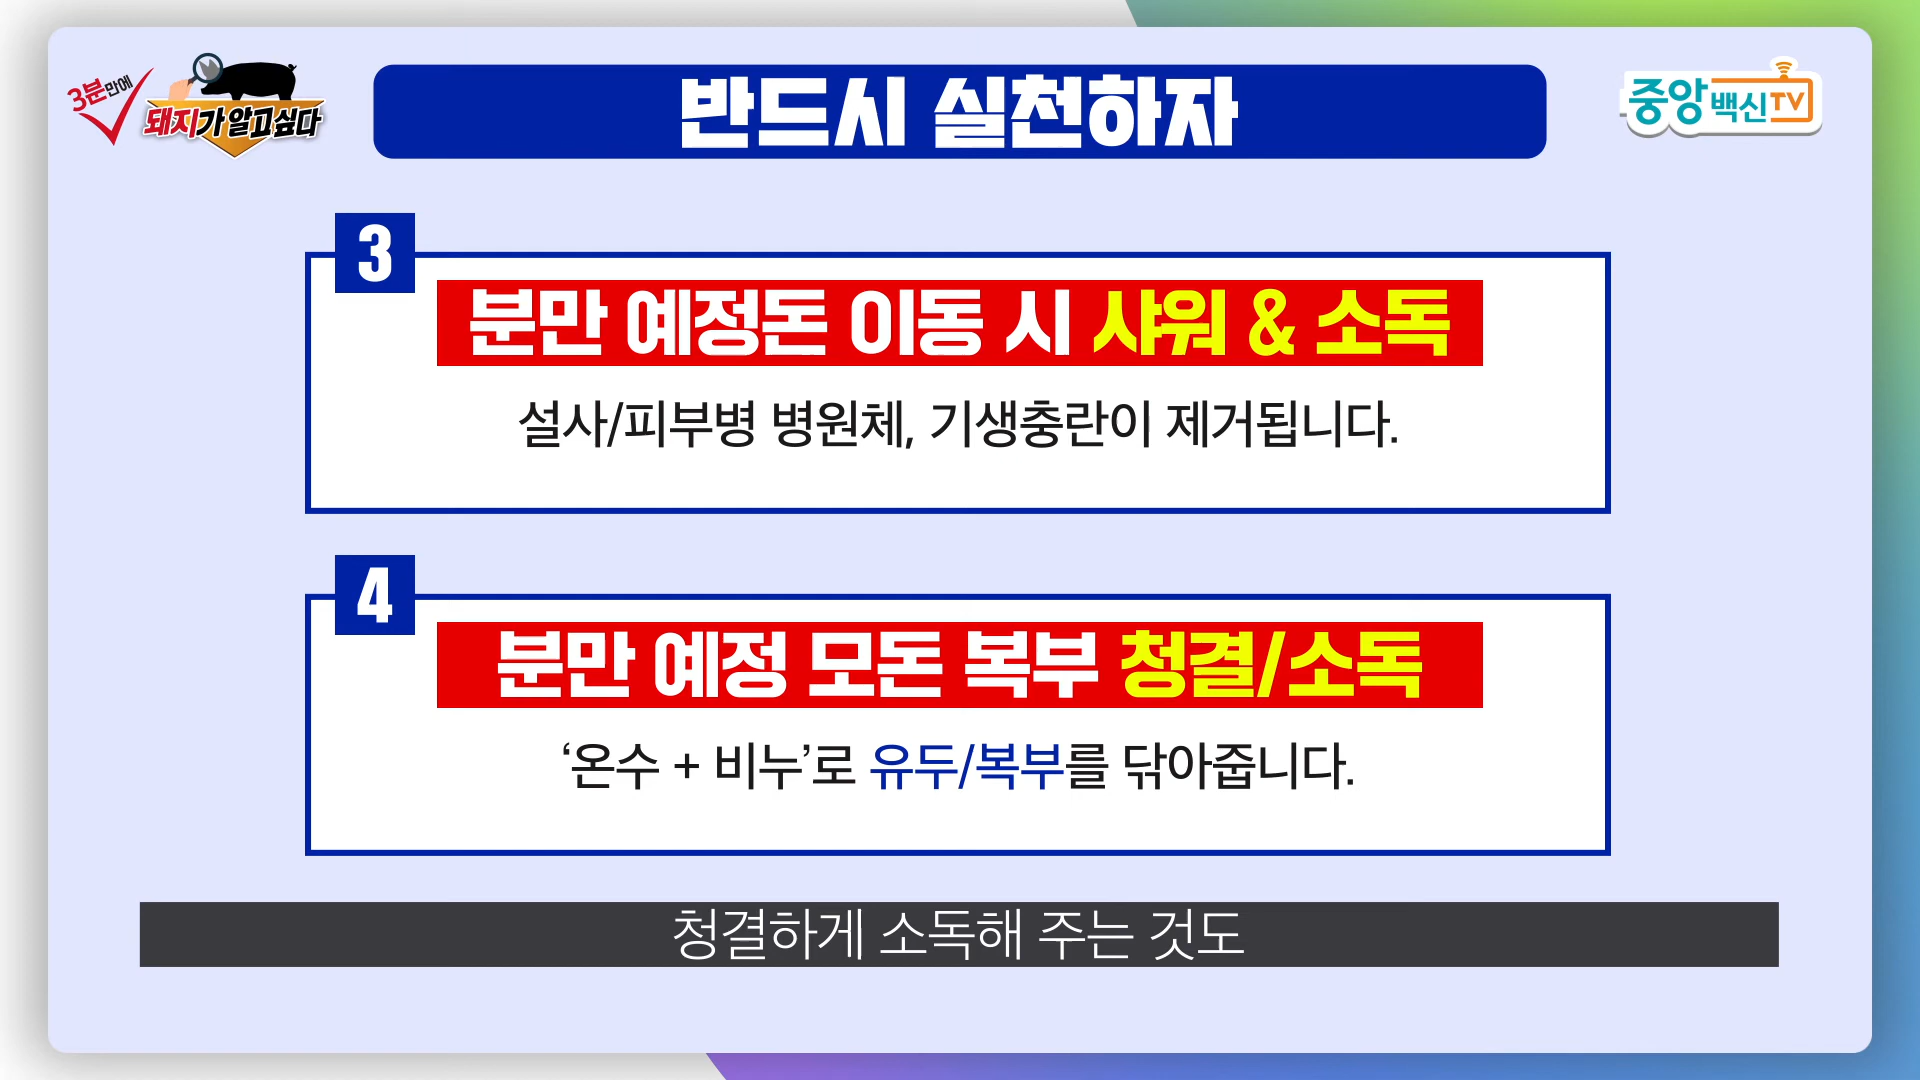 3분만에
돼지가 알고싶다
반드시 실천하자
중앙백신TV
3
분만 예정돈 이동 시 샤워 & 소독
설사/피부병 병원체, 기생충란이 제거됩니다.
4
분만 예정 모돈 복부 청결/소독
‘온수 + 비누’로 유두/복부를 닦아줍니다.
청결하게 소독해 주는 것도